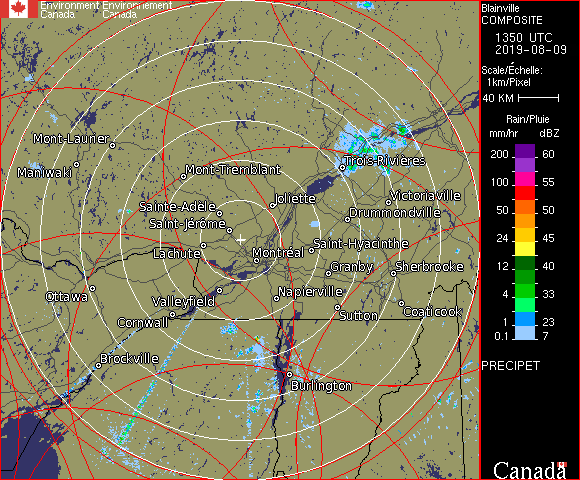 Environment Environnement
Canada Canada
Blainville
COMPOSITE
1350 UTC
2019-08-09
Scale/Échelle:
1km/Pixel
40 KM
Rain/Pluie
mm/hr dBZ
200 60
100 55
50 50
24 45
12 40
4 33
1 23
0.1 7
PRECIPET
Canada
Mont-Laurier
Maniwaki
Mont-Tremblant
Trois-Rivières
Sainte-Adèle
Joliette
Victoriaville
Saint-Jérôme
Drummondville
Lachute
Montréal
Saint-Hyacinthe
Granby
Sherbrooke
Ottawa
Valleyfield
Napierville
Cornwall
Sutton
Coaticook
Brockville
Burlington